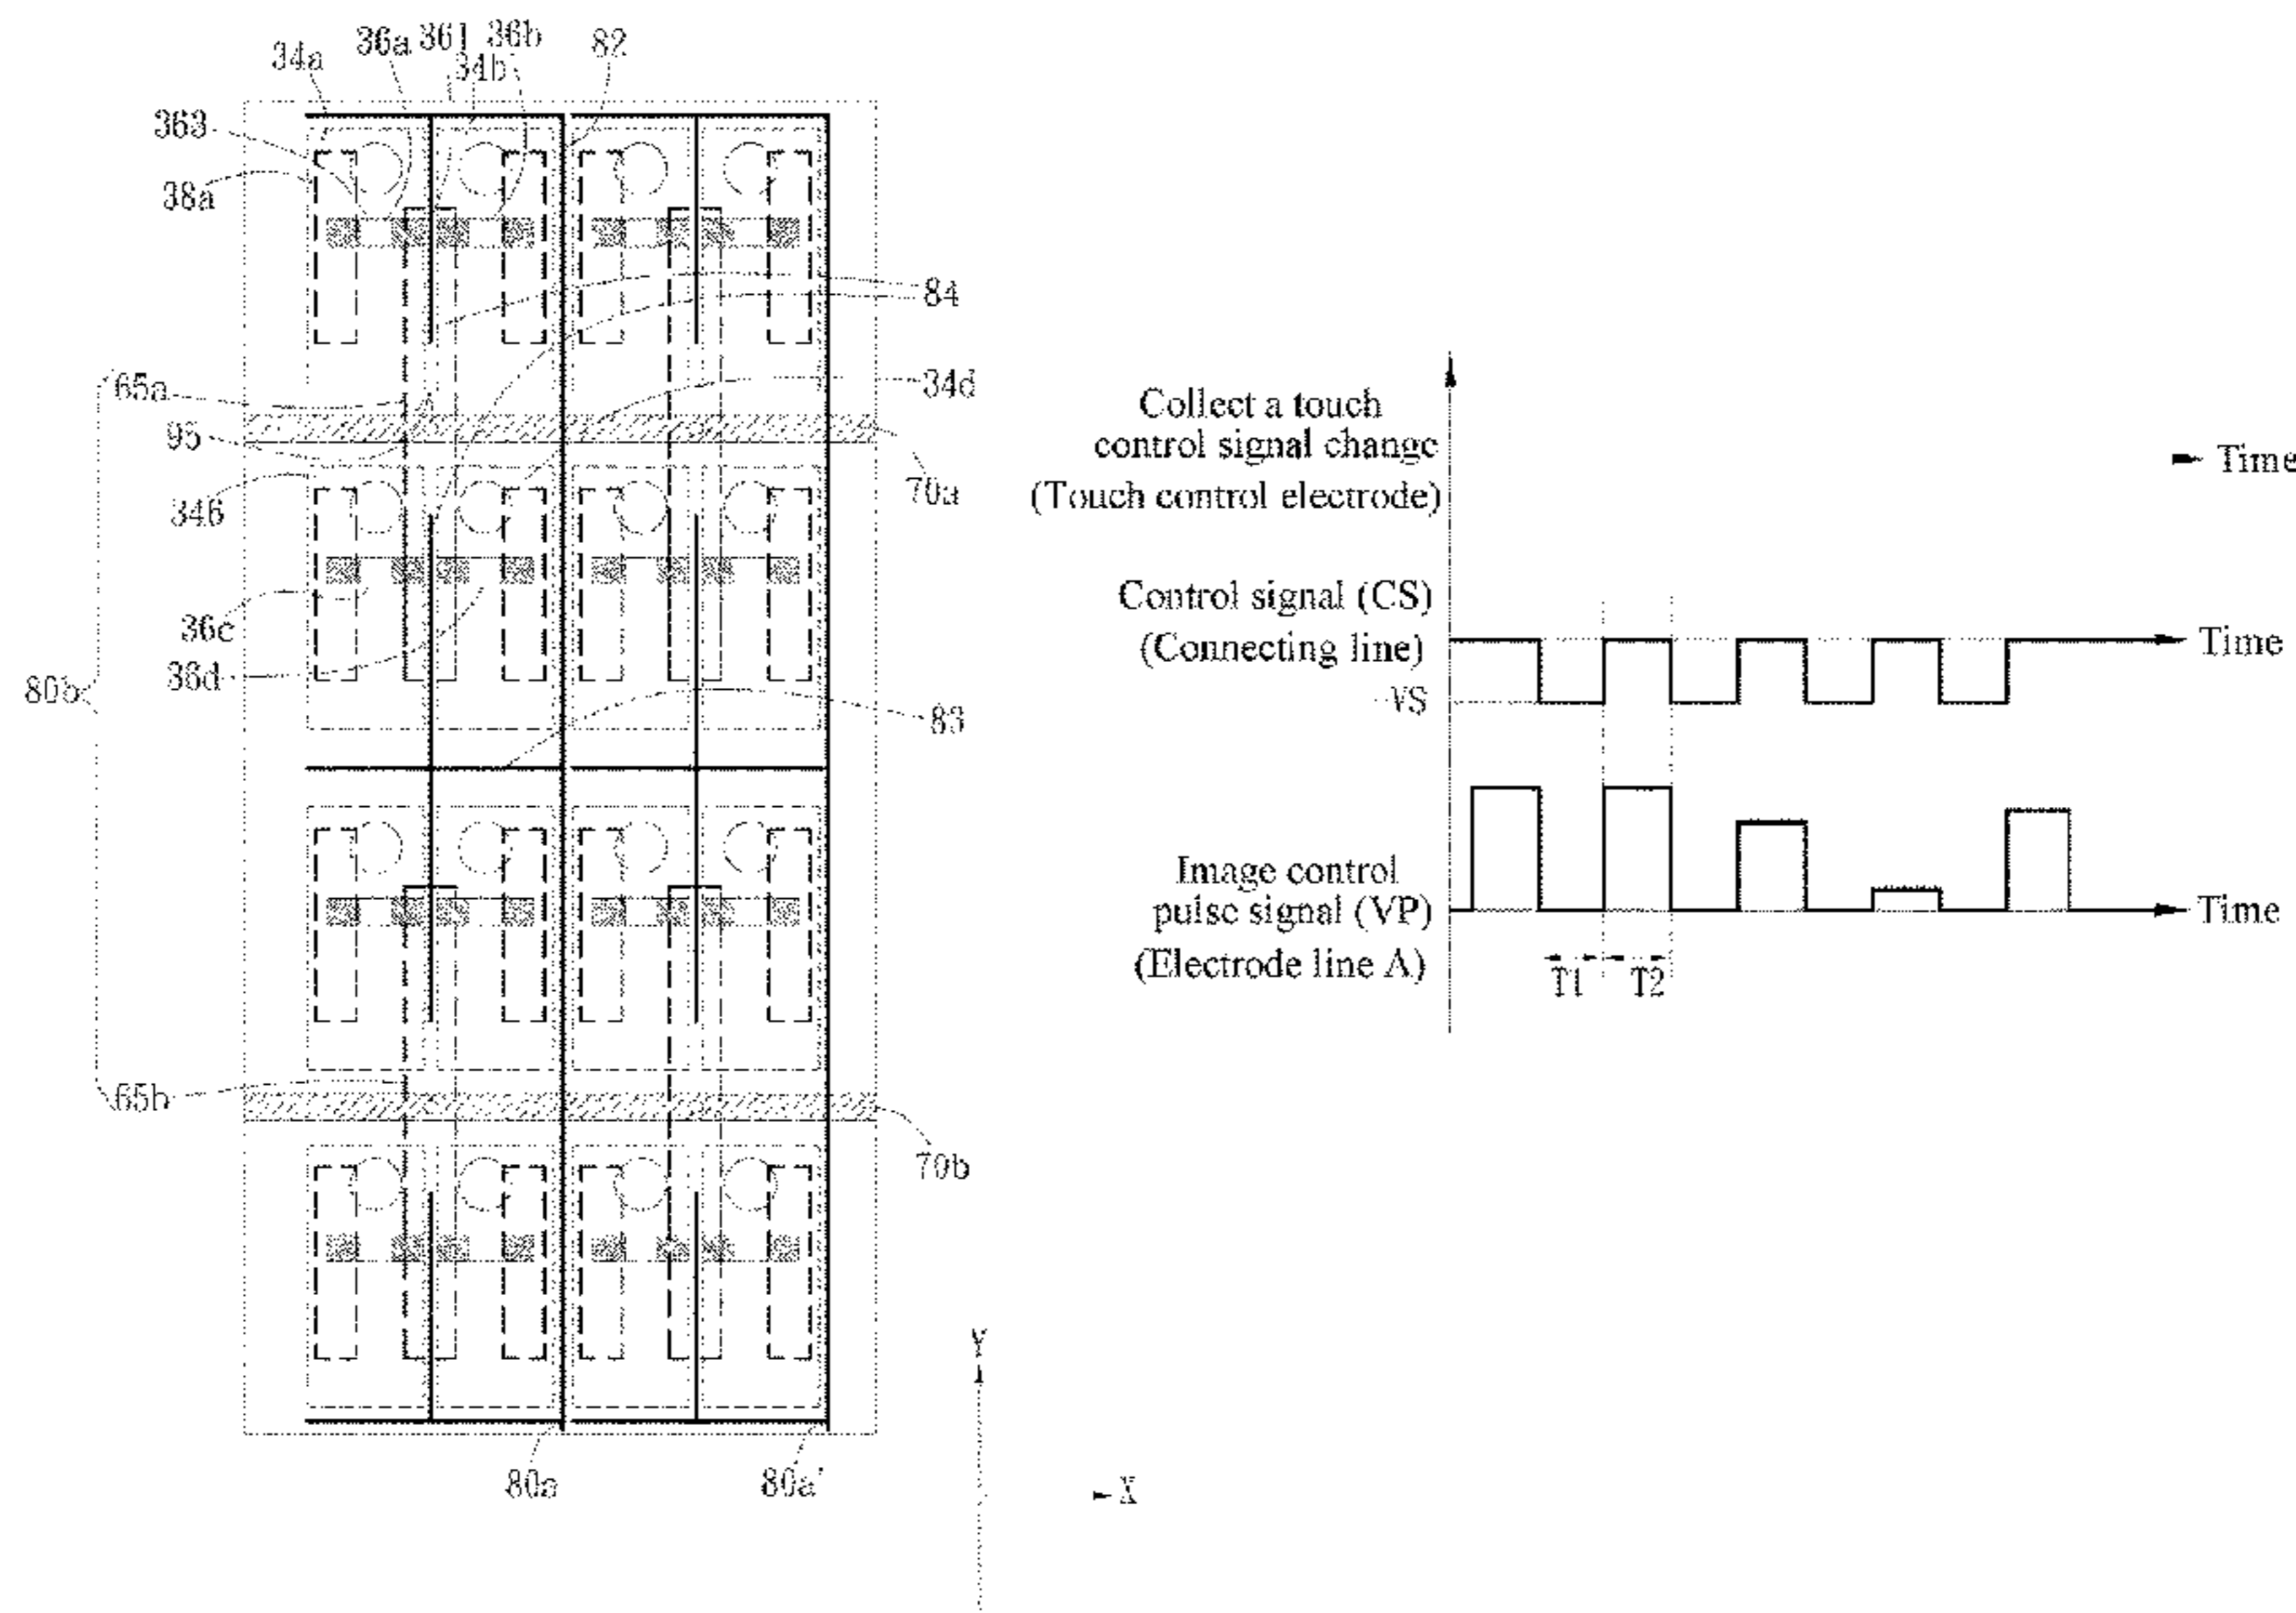 34a
36a
361
36b
34b
82
363
38a
84
65a
34d
95
70a
346
36c
36d
80b
83
65b
70b
80a
80a'
Y
X
Collect a touch
control signal change
(Touch control electrode)
Time
Control signal (CS)
(Connecting line)
Time
-VS
Image control
pulse signal (VP)
(Electrode line A)
Time
T1
T2